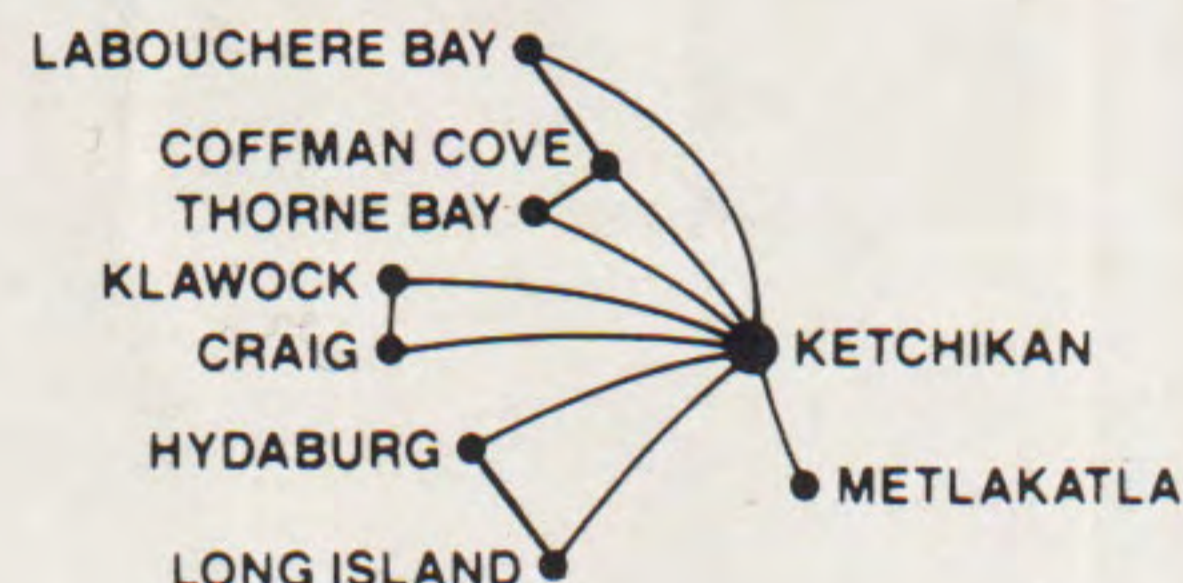 LABOUCHERE BAY
COFFMAN COVE
THORNE BAY
KLAWOCK
CRAIG
KETCHIKAN
HYDABURG
METLAKATLA
LONG ISLAND